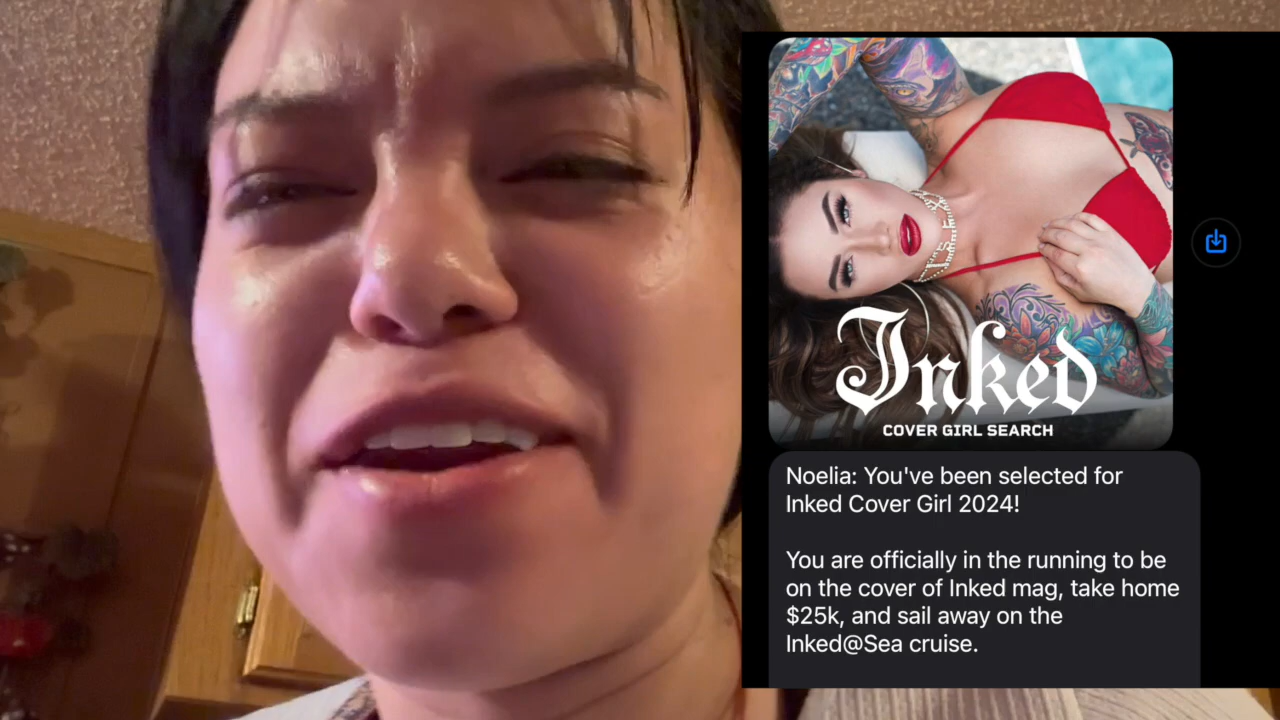 Inked
COVER GIRL SEARCH
Noelia: You've been selected for
Inked Cover Girl 2024!
You are officially in the running to be
on the cover of Inked mag, take home
$25k, and sail away on the
Inked@Sea cruise.